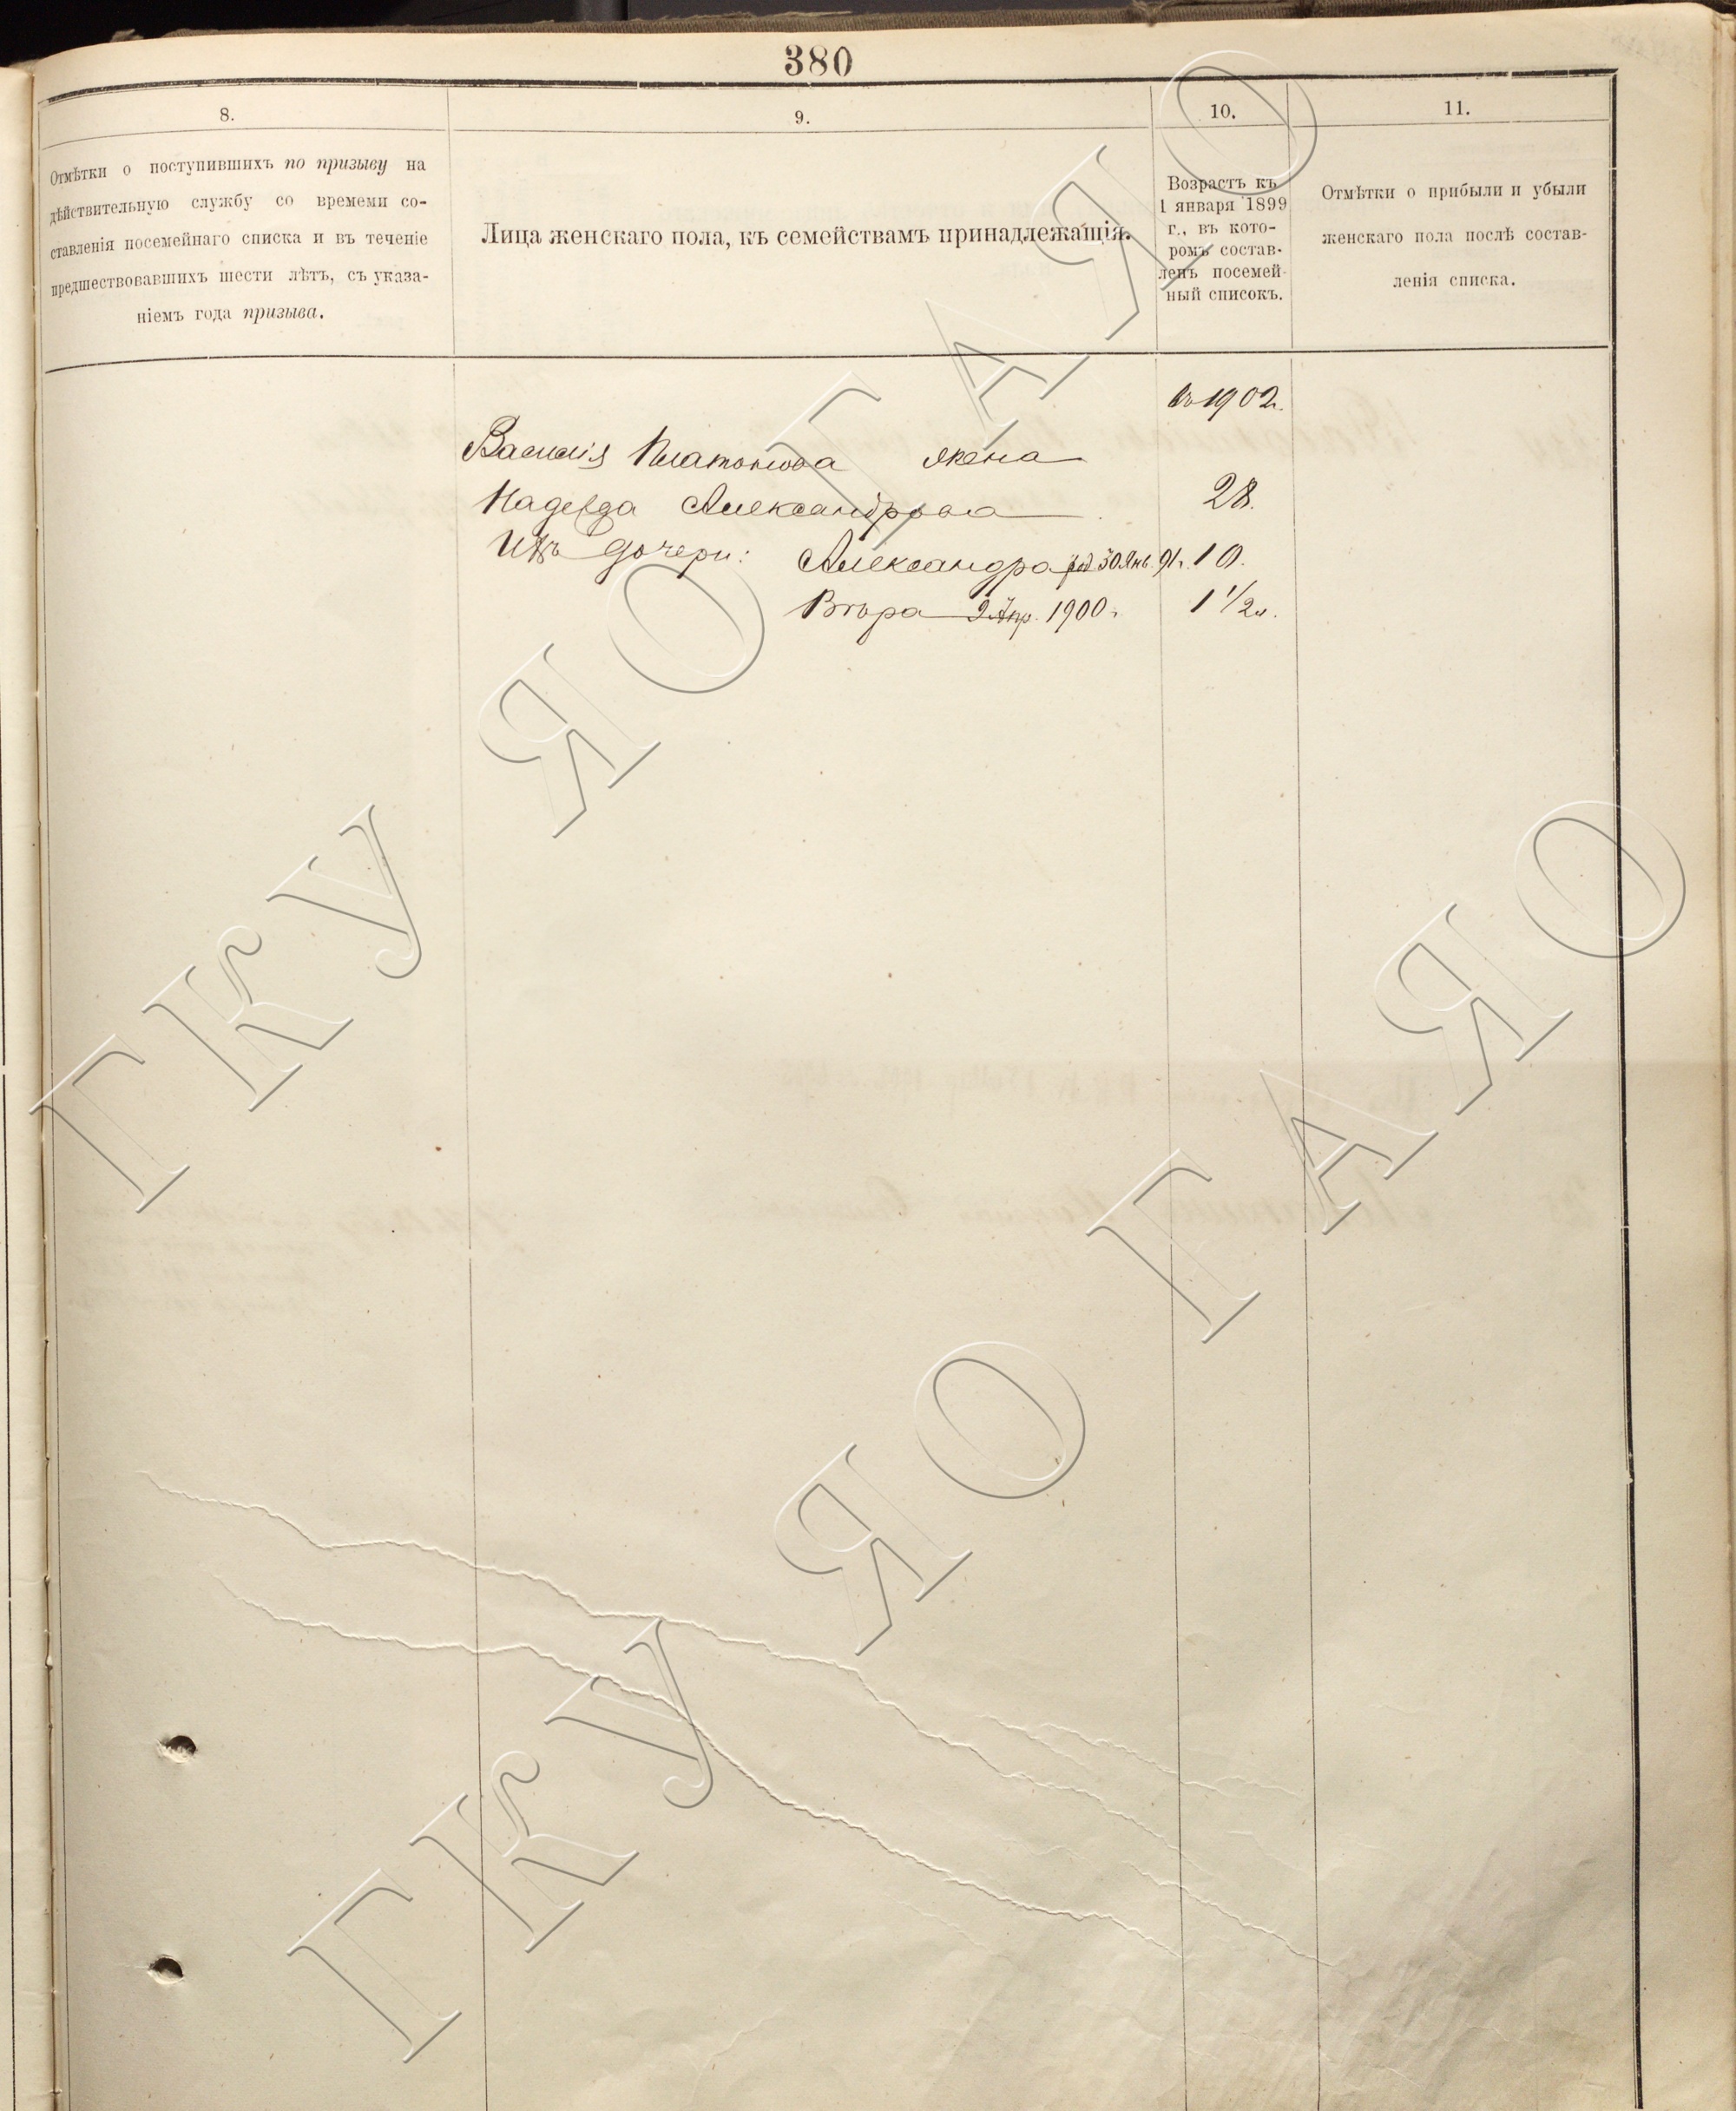 380
8.
9.
10.
11.
Отмѣтки о поступившихъ по призыву на
дѣйствительную службу со времеми со-
ставленія посемейнаго списка и въ теченіе
предшествовавшихъ шести лѣтъ, съ указа-
ніемъ года призыва.
Лица женскаго пола, къ семействамъ принадлежащія.
Возрастъ къ
1 января 1899
г., въ кото-
ромъ состав-
ленъ посемей-
ный списокъ.
Отмѣтки о прибыли и убыли
женскаго пола послѣ состав-
ленія списка.
въ 1902 г.
Василія Платонова жена
Надежда Александрова 28.
Ихъ дочери: Александра род 30 Янв. 91 г. 10.
Вѣра 9 Апр. 1900 г. 1 1/2 г.
ГКУ ЯО ГАЯО
ГКУ ЯО ГАЯО